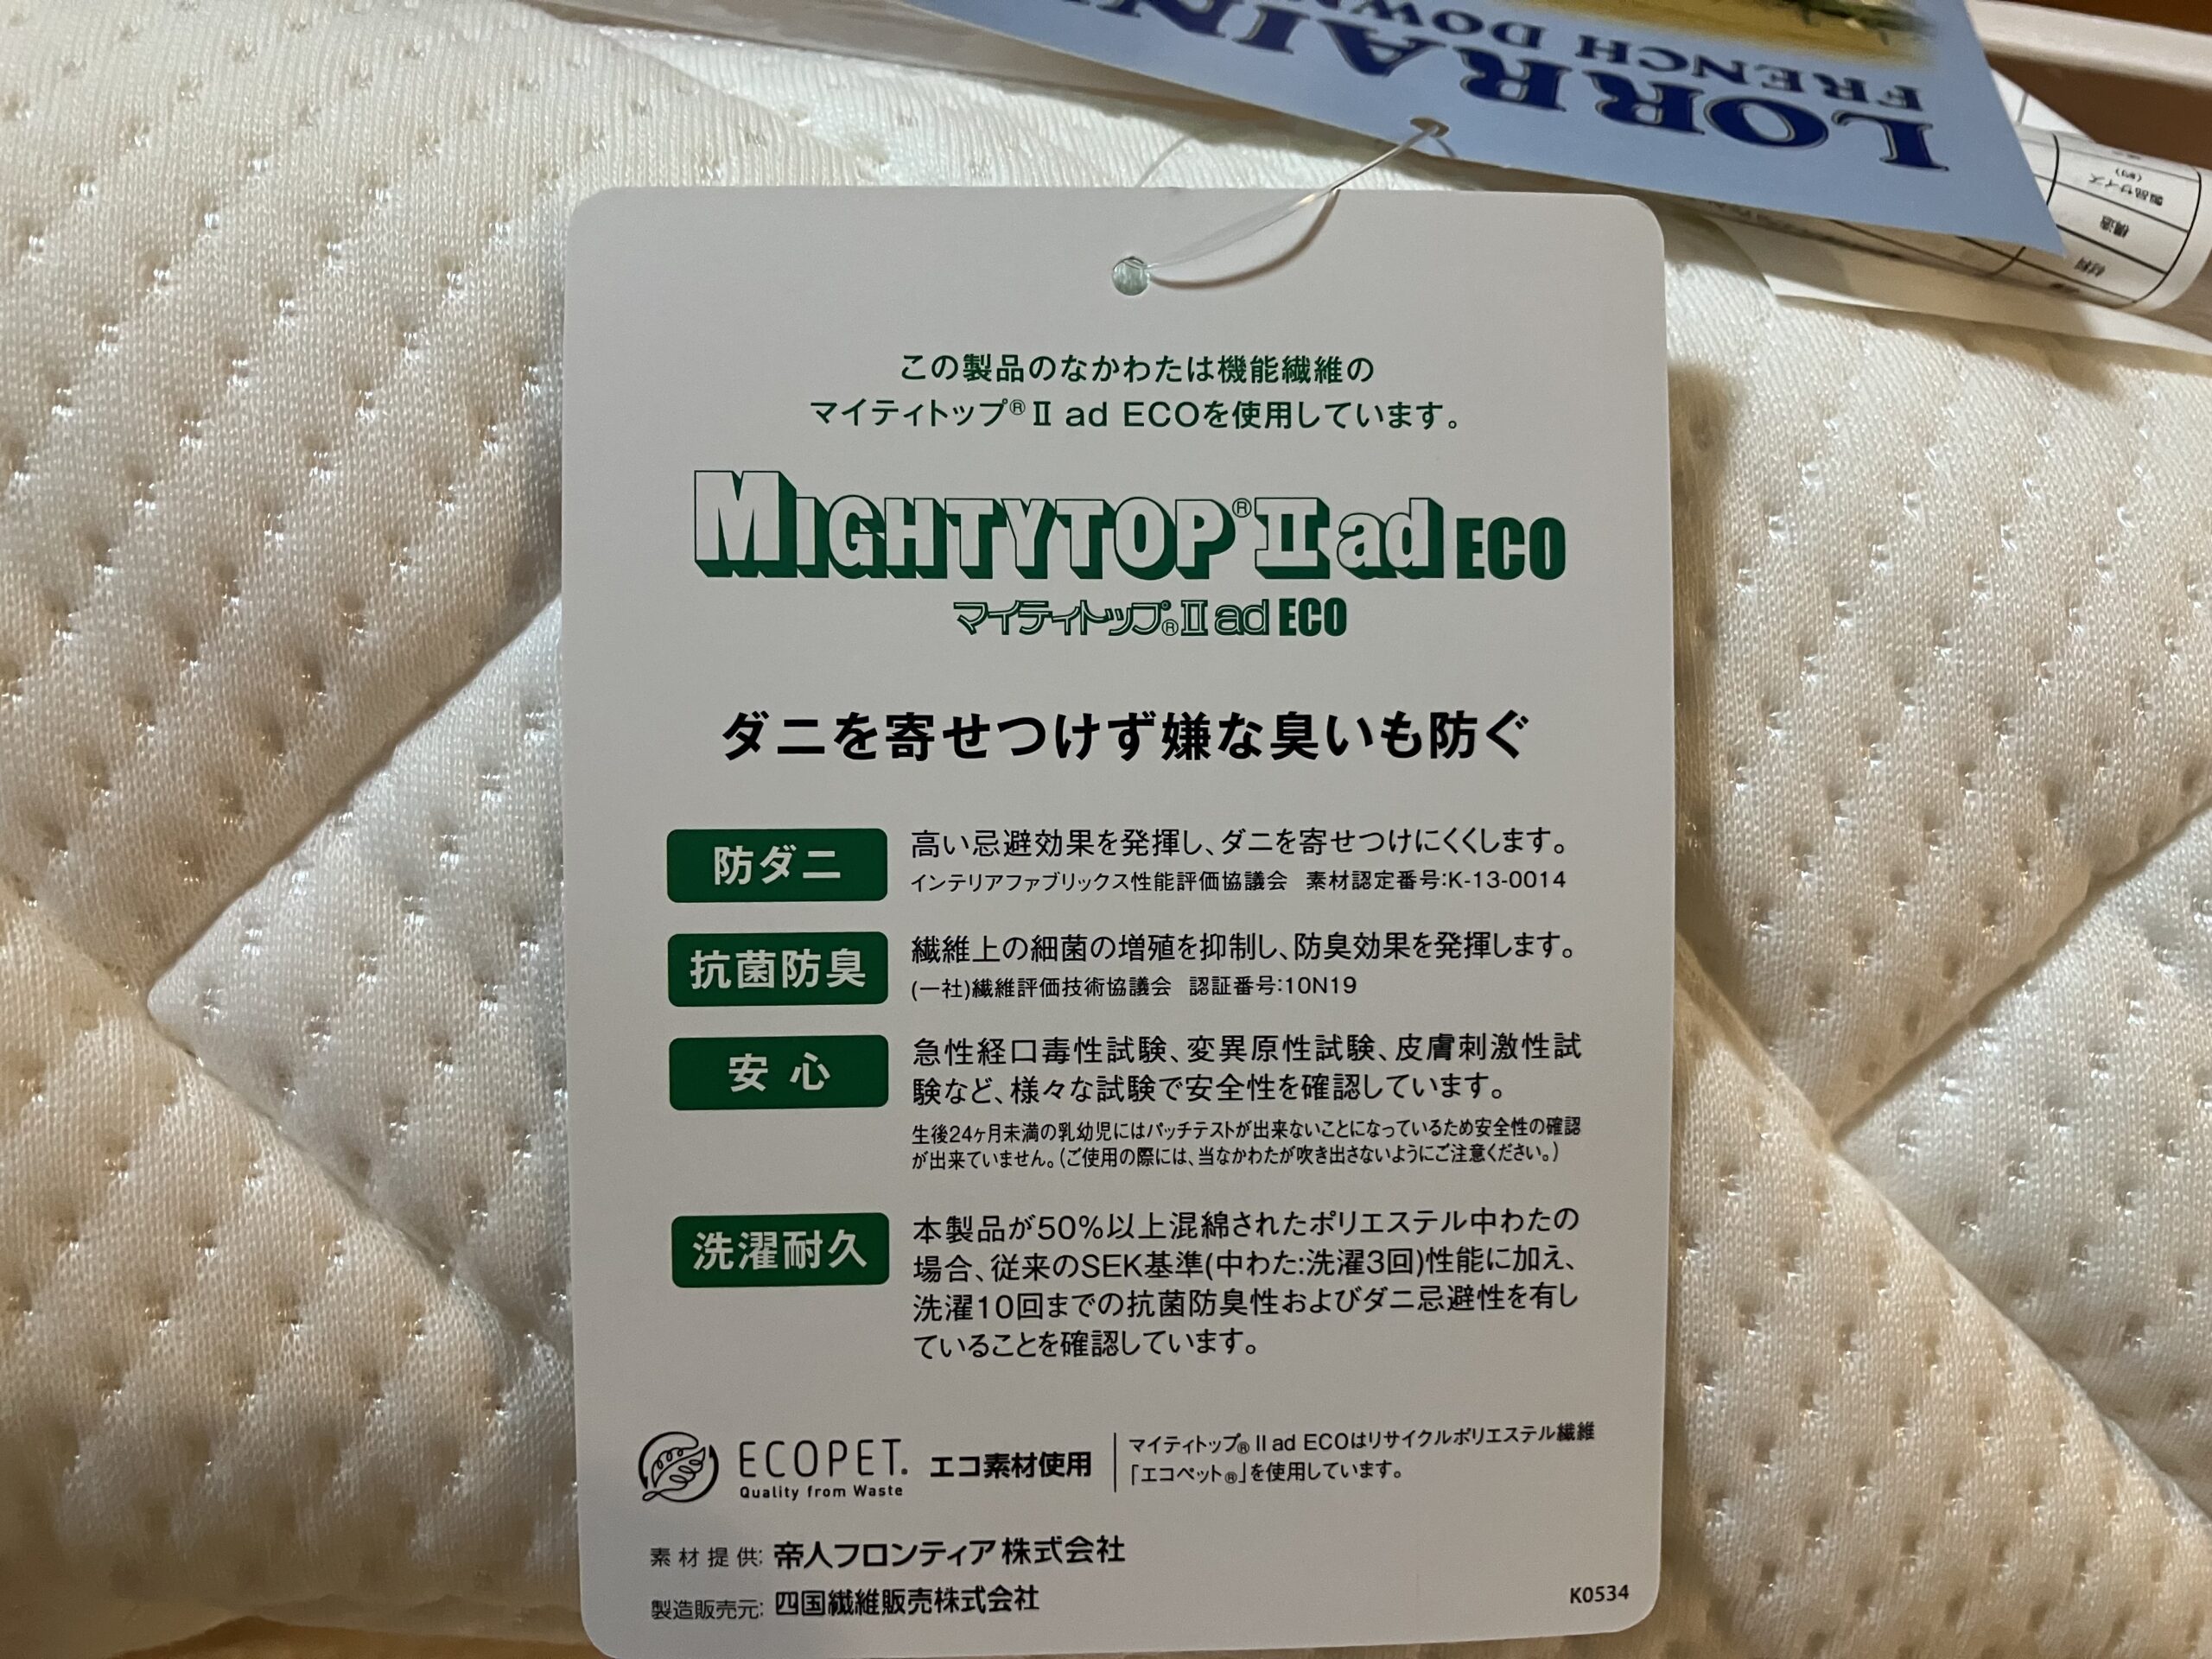 LORRAIN
FRENCH DOWN
製品サイズ
(約)
構造
材料
この製品のなかわたは機能繊維の
マイティトップ®Ⅱ ad ECOを使用しています。
MIGHTYTOP®Ⅱ ad ECO
マイティトップ®Ⅱ ad ECO
ダニを寄せつけず嫌な臭いも防ぐ
防ダニ
高い忌避効果を発揮し、ダニを寄せつけにくくします。
インテリアファブリックス性能評価協議会 素材認定番号:K-13-0014
抗菌防臭
繊維上の細菌の増殖を抑制し、防臭効果を発揮します。
(一社)繊維評価技術協議会 認証番号:10N19
安 心
急性経口毒性試験、変異原性試験、皮膚刺激性試
験など、様々な試験で安全性を確認しています。
生後24ヶ月未満の乳幼児にはパッチテストが出来ないことになっているため安全性の確認
が出来ていません。(ご使用の際には、当なかわたが吹き出さないようにご注意ください。)
洗濯耐久
本製品が50%以上混綿されたポリエステル中わたの
場合、従来のSEK基準(中わた:洗濯3回)性能に加え、
洗濯10回までの抗菌防臭性およびダニ忌避性を有し
ていることを確認しています。
ECOPET.
Quality from Waste
エコ素材使用
マイティトップ®Ⅱ ad ECOはリサイクルポリエステル繊維
「エコペット®」を使用しています。
素材提供: 帝人フロンティア株式会社
製造販売元: 四国繊維販売株式会社
K0534